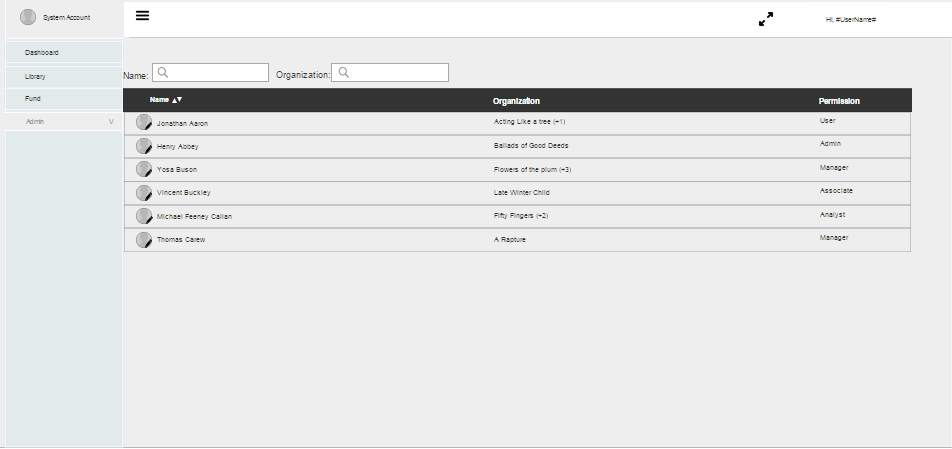 System Account
Hi, #UserName#
Dashboard
Library
Fund
Admin V
Name: Organization:
Name ▲▼ Organization Permission
Jonathan Aaron Acting Like a tree (+1) User
Henry Abbey Ballads of Good Deeds Admin
Yosa Buson Flowers of the plum (+3) Manager
Vincent Buckley Late Winter Child Associate
Michael Feeney Callan Fifty Fingers (+2) Analyst
Thomas Carew A Rapture Manager